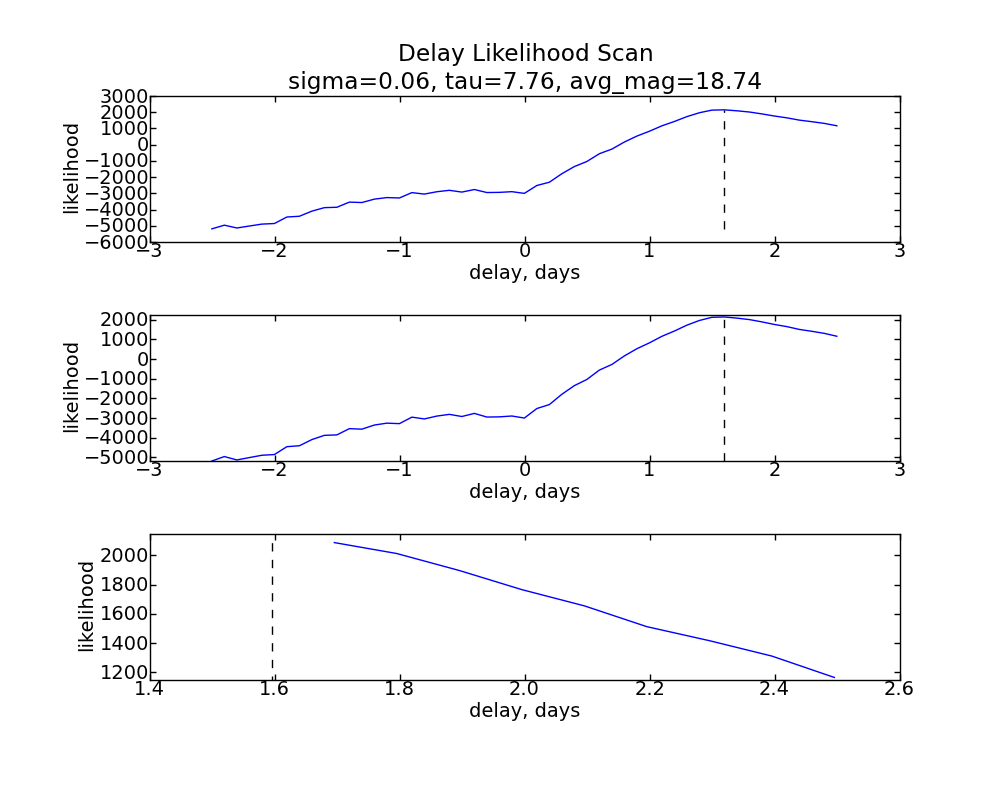 Delay Likelihood Scan
sigma=0.06, tau=7.76, avg_mag=18.74
3000
2000
1000
0
−1000
−2000
−3000
−4000
−5000
−6000
likelihood
−3 −2 −1 0 1 2 3
delay, days
2000
1000
0
−1000
−2000
−3000
−4000
−5000
likelihood
−3 −2 −1 0 1 2 3
delay, days
2000
1800
1600
1400
1200
likelihood
1.4 1.6 1.8 2.0 2.2 2.4 2.6
delay, days